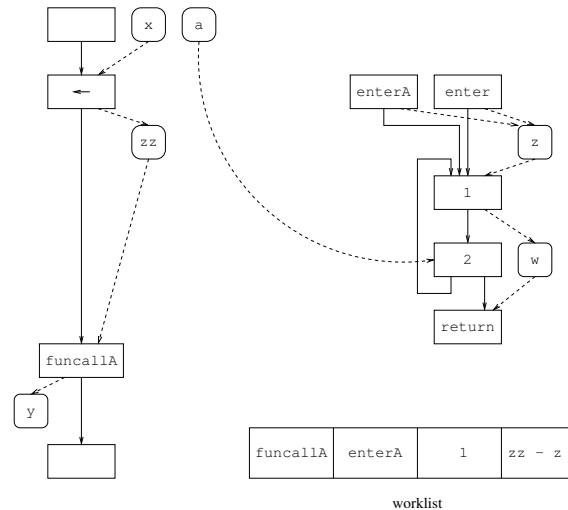 x
a
←
enterA
enter
zz
z
1
2
w
return
funcallA
y
funcallA
enterA
1
zz - z
worklist